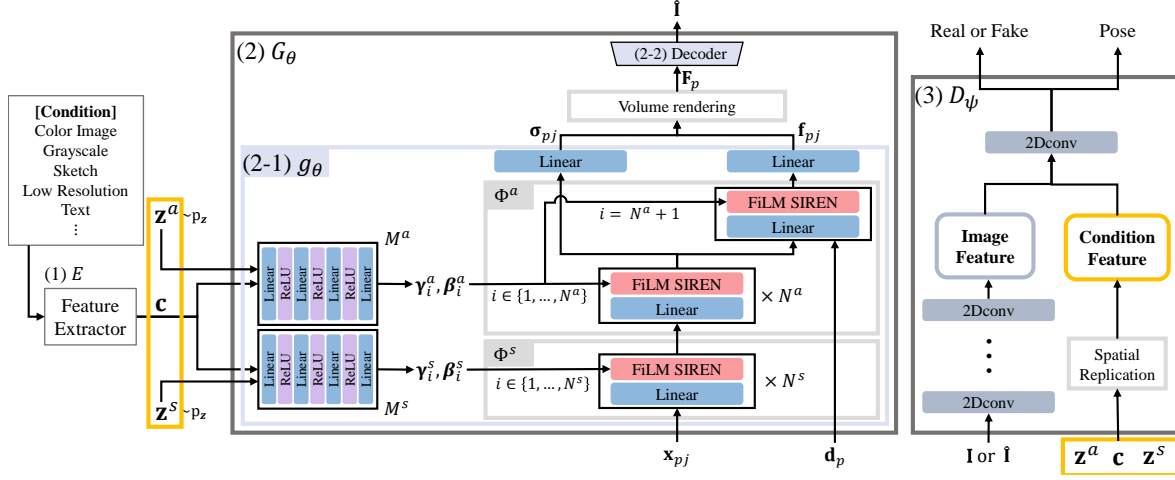 [Condition]
Color Image
Grayscale
Sketch
Low Resolution
Text
⋮
(1) E
Feature
Extractor
z^a ~p_z
c
z^s ~p_z
(2) G_θ
Î
(2-2) Decoder
F_p
Volume rendering
σ_pj
f_pj
(2-1) g_θ
Linear
Linear
Φ^a
FiLM SIREN
i = N^a + 1
Linear
M^a
Linear
ReLU
Linear
ReLU
Linear
ReLU
Linear
γ_i^a, β_i^a
i ∈ {1, ..., N^a}
FiLM SIREN
Linear
× N^a
Φ^s
Linear
ReLU
Linear
ReLU
Linear
ReLU
Linear
M^s
γ_i^s, β_i^s
i ∈ {1, ..., N^s}
FiLM SIREN
Linear
× N^s
x_pj
d_p
Real or Fake
Pose
(3) D_ψ
2Dconv
Image
Feature
Condition
Feature
2Dconv
Spatial
Replication
2Dconv
I or Î
z^a c z^s